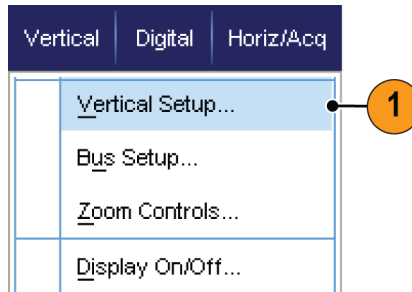 Vertical Digital Horiz/Acq
Vertical Setup... 1
Bus Setup...
Zoom Controls...
Display On/Off...